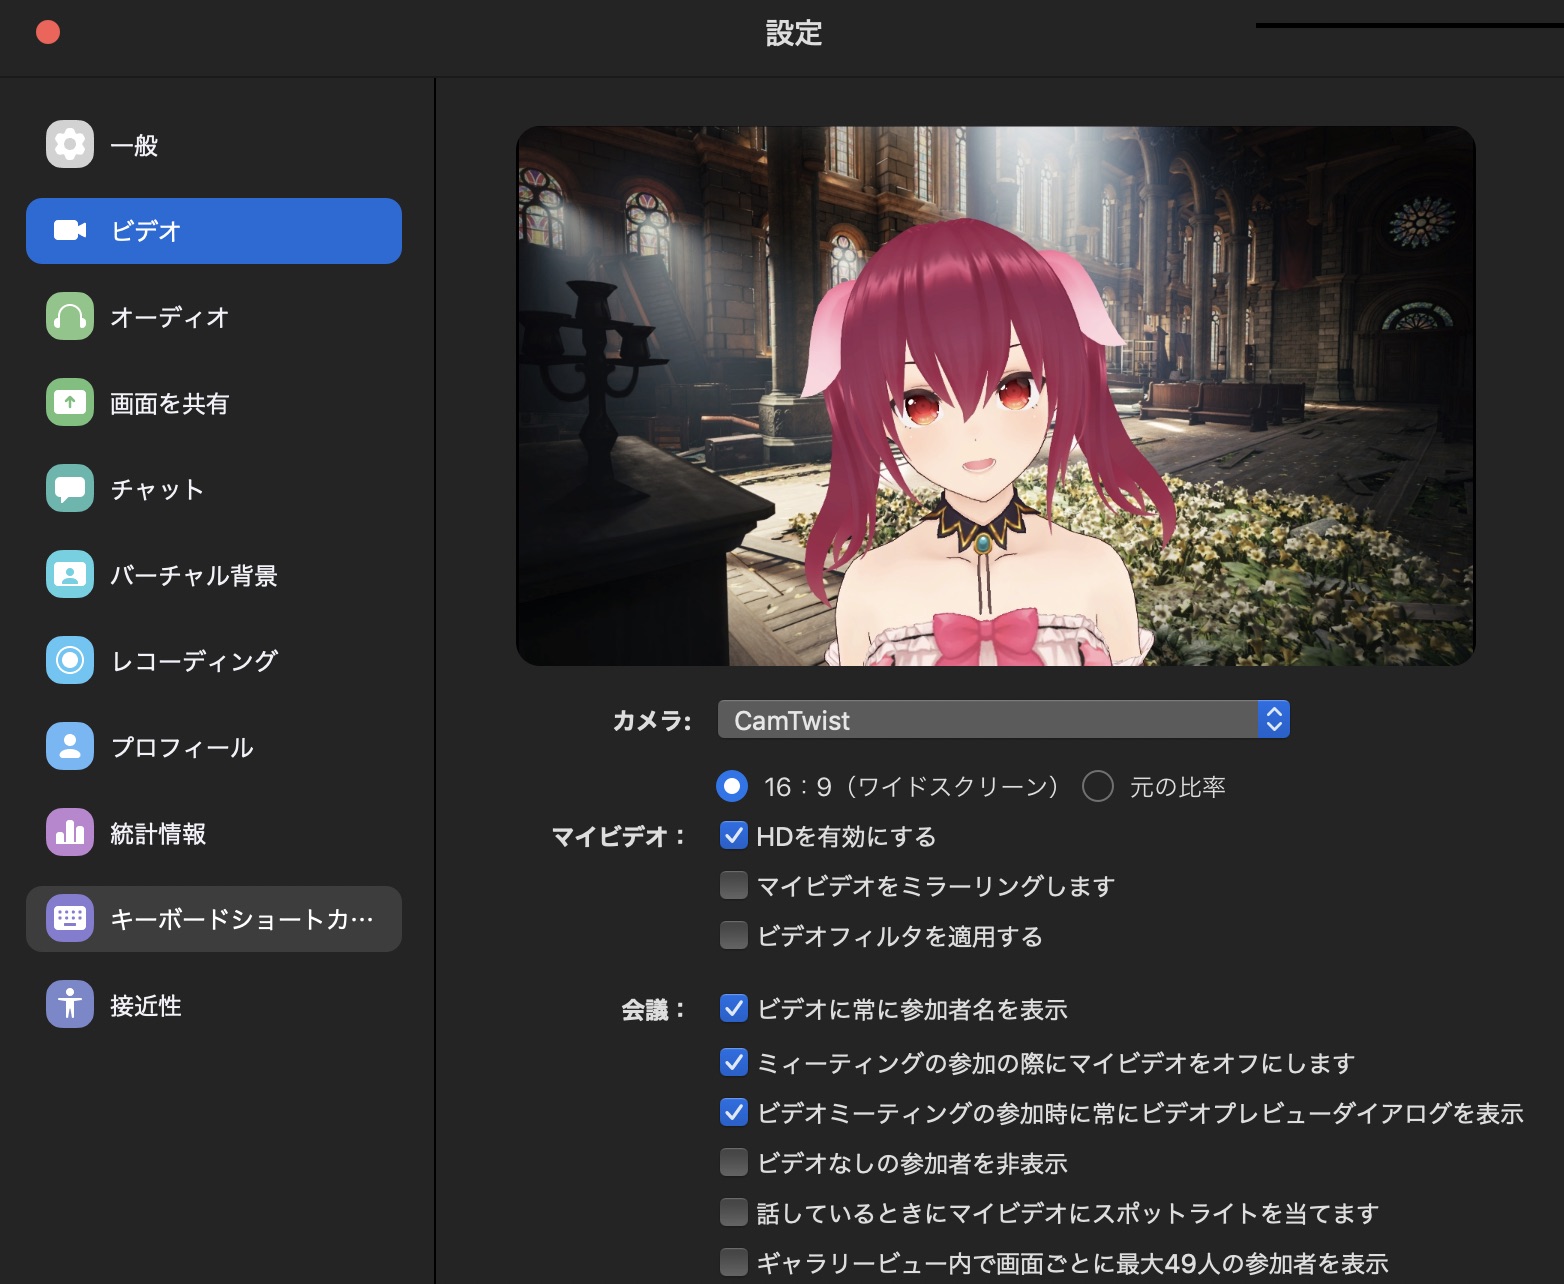 設定
一般
ビデオ
オーディオ
画面を共有
チャット
バーチャル背景
レコーディング
プロフィール
統計情報
キーボードショートカ…
接近性
カメラ: CamTwist
16：9（ワイドスクリーン） 元の比率
マイビデオ： HDを有効にする
マイビデオをミラーリングします
ビデオフィルタを適用する
会議： ビデオに常に参加者名を表示
ミィーティングの参加の際にマイビデオをオフにします
ビデオミーティングの参加時に常にビデオプレビューダイアログを表示
ビデオなしの参加者を非表示
話しているときにマイビデオにスポットライトを当てます
ギャラリービュー内で画面ごとに最大49人の参加者を表示